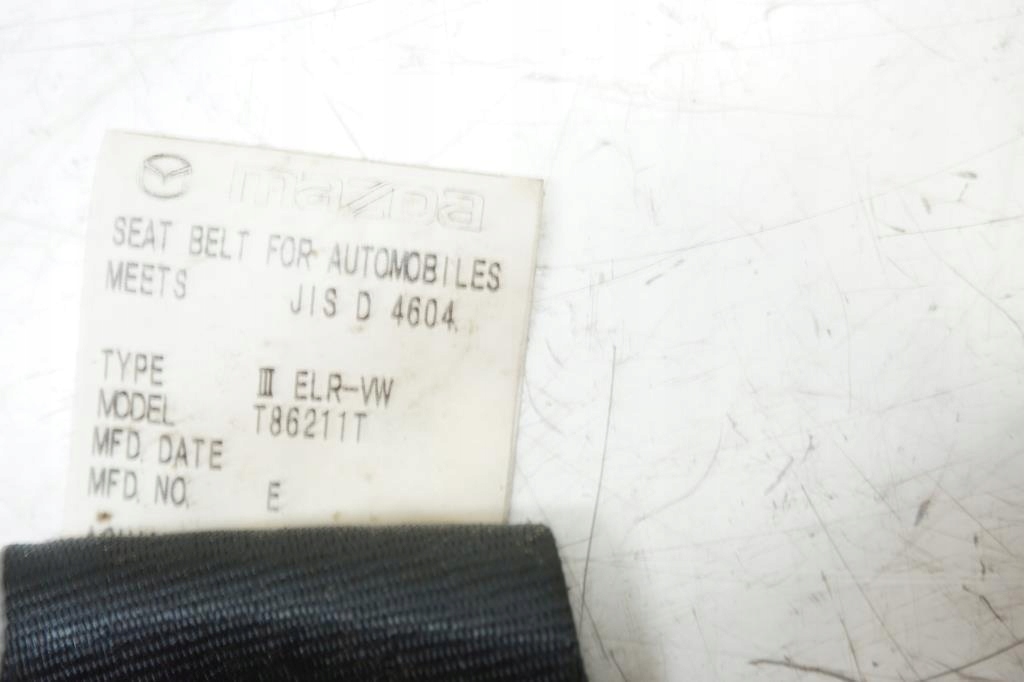 mazda
SEAT BELT FOR AUTOMOBILES
MEETS JIS D 4604
TYPE III ELR-VW
MODEL T86211T
MFD. DATE
MFD. NO. E